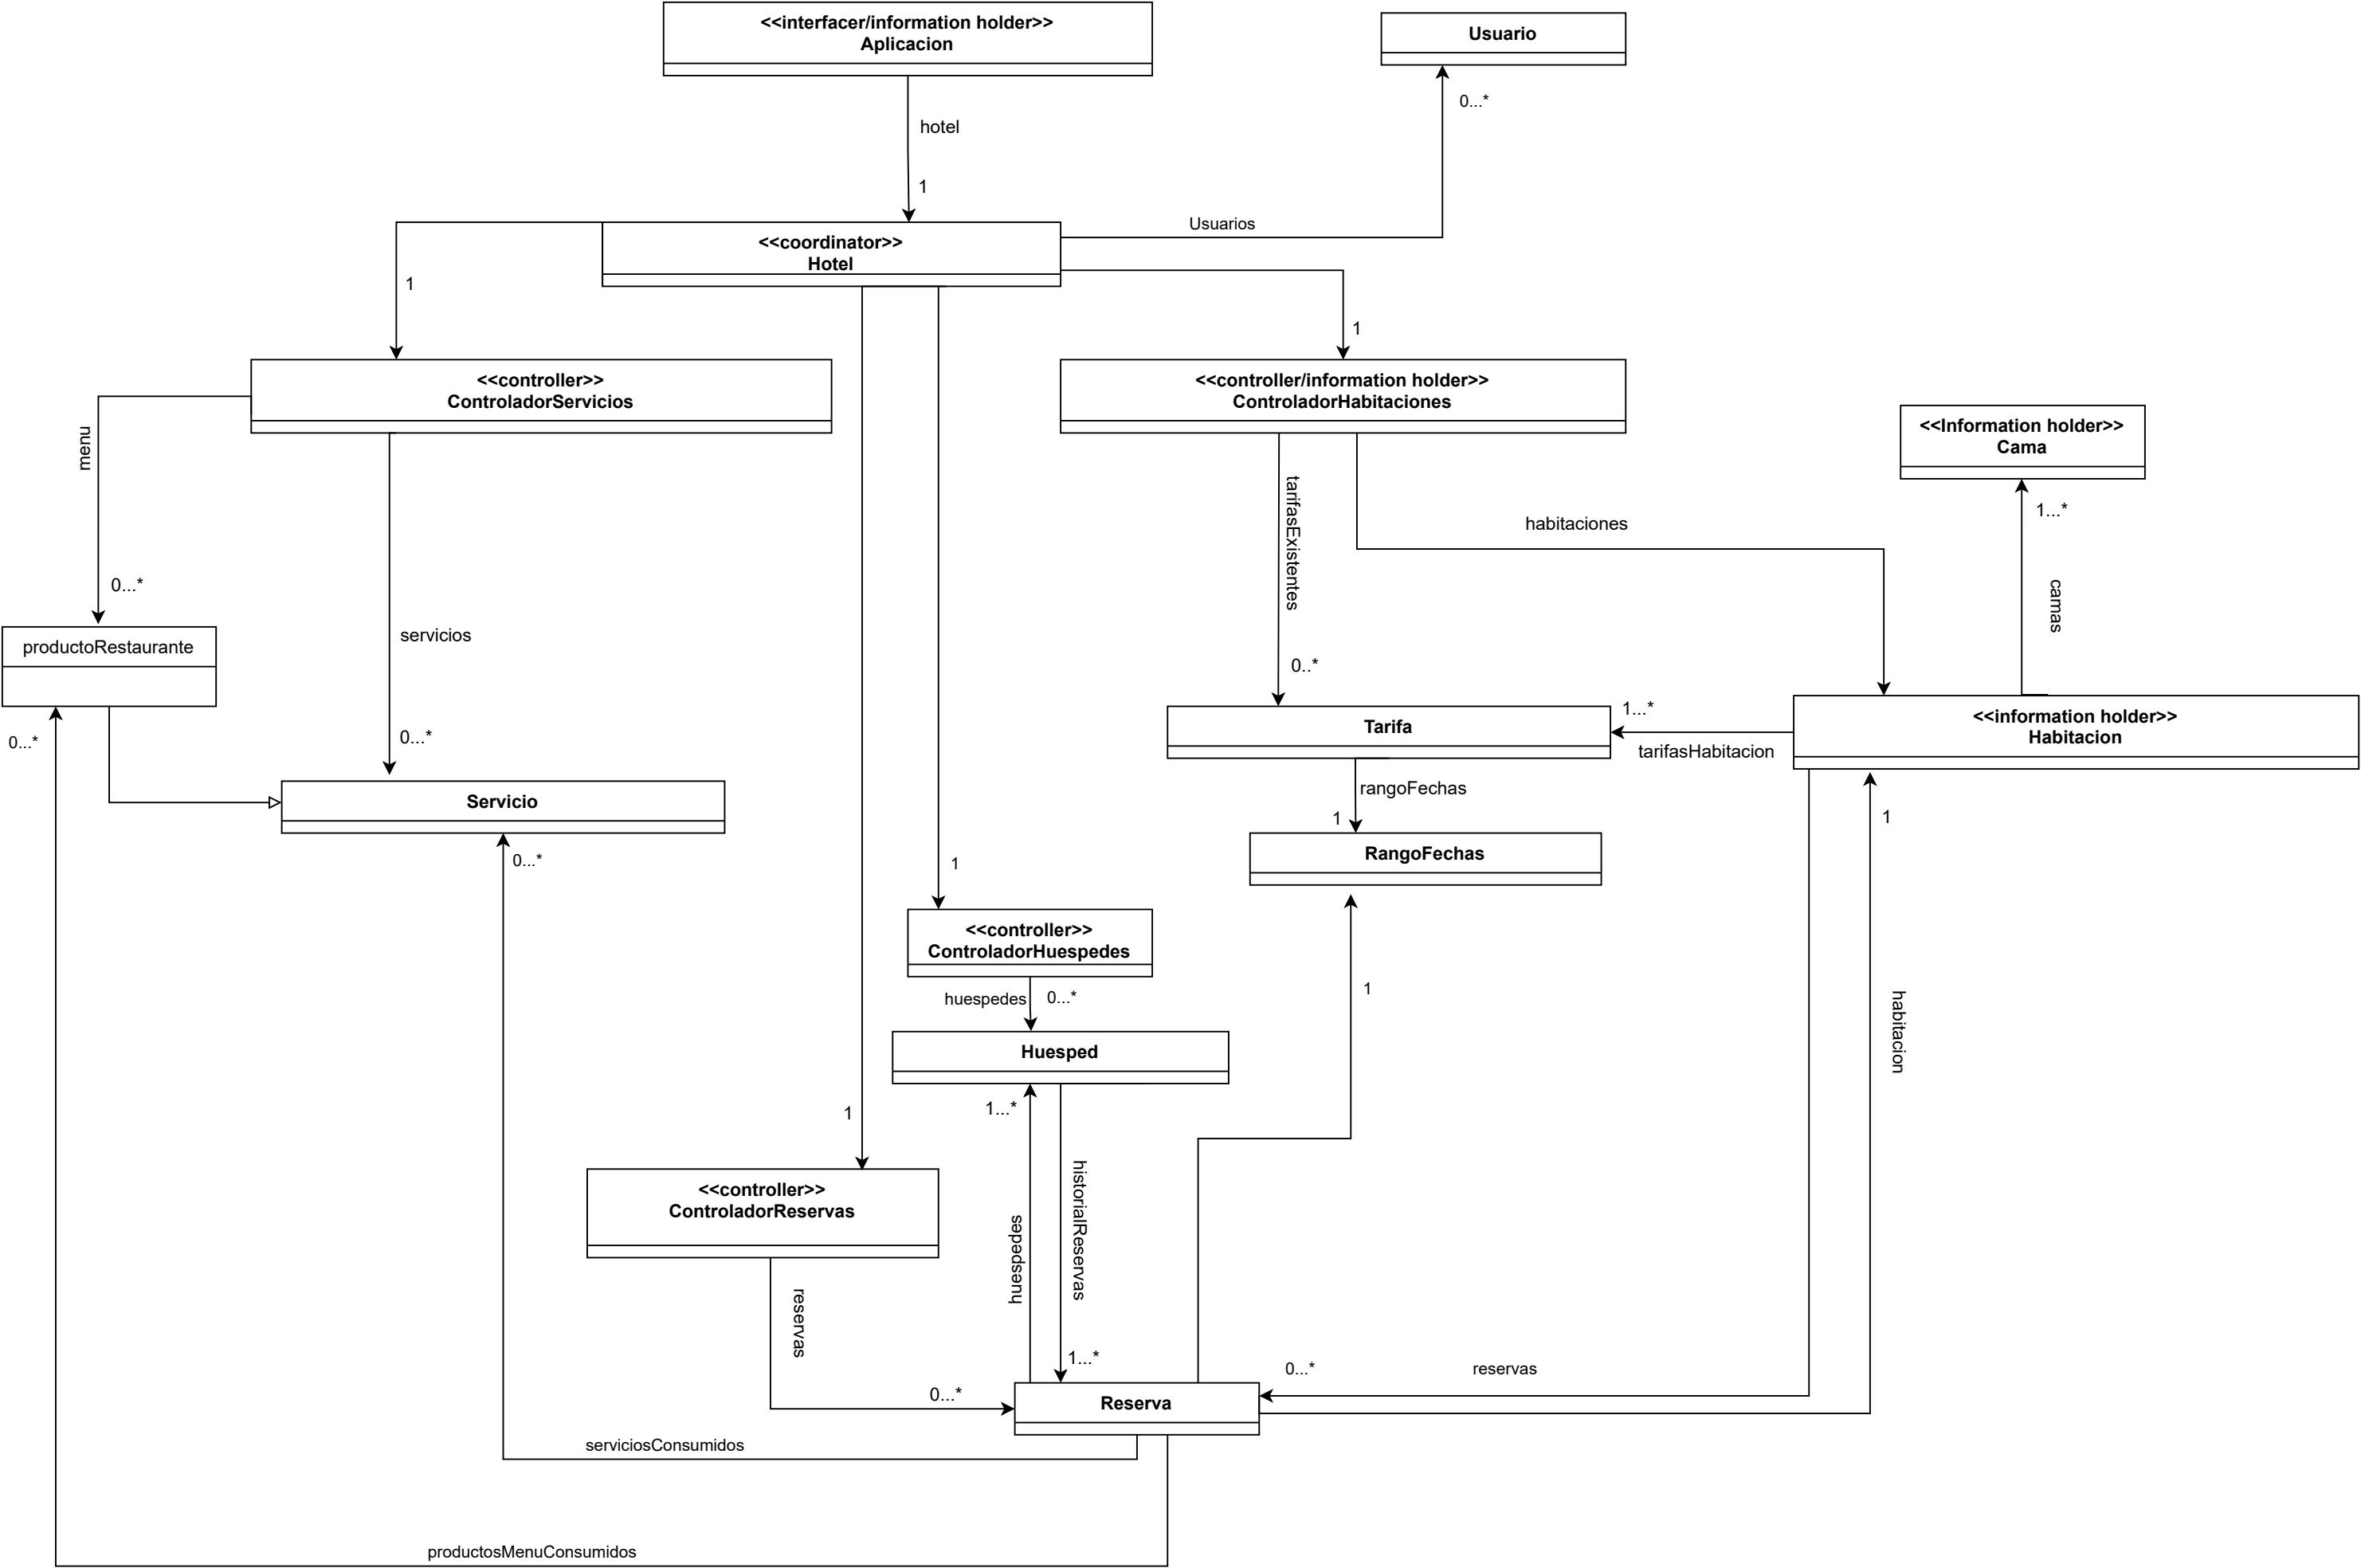 <<interfacer/information holder>>
Aplicacion
Usuario
0...*
hotel
1
Usuarios
<<coordinator>>
Hotel
1
1
<<controller>>
ControladorServicios
<<controller/information holder>>
ControladorHabitaciones
<<Information holder>>
Cama
menu
tarifasExistentes
1...*
habitaciones
0...*
camas
productoRestaurante
servicios
0..*
1...*
<<information holder>>
Habitacion
Tarifa
0...*
0...*
tarifasHabitacion
rangoFechas
Servicio
1
1
RangoFechas
0...*
1
<<controller>>
ControladorHuespedes
huespedes
0...*
1
habitacion
Huesped
1...*
1
<<controller>>
ControladorReservas
historialReservas
huespedes
reservas
1...*
0...*
reservas
0...*
Reserva
serviciosConsumidos
productosMenuConsumidos